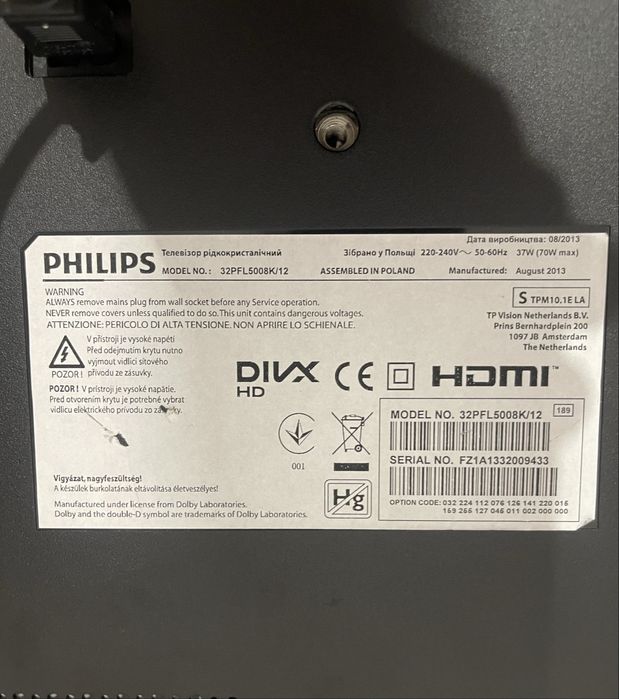 Дата виробництва: 08/2013
PHILIPS
Телевізор рідкокристалічний
Зібрано у Польщі 220-240V～ 50-60Hz 37W (70W max)
MODEL NO.: 32PFL5008K/12
ASSEMBLED IN POLAND
Manufactured: August 2013
WARNING
ALWAYS remove mains plug from wall socket before any Service operation.
NEVER remove covers unless qualified to do so. This unit contains dangerous voltages.
ATTENZIONE: PERICOLO DI ALTA TENSIONE. NON APRIRE LO SCHIENALE.
S TPM10.1E LA
TP Vision Netherlands B.V.
Prins Bernhardplein 200
1097 JB Amsterdam
The Netherlands
V přístroji je vysoké napětí
Před odejmutím krytu nutno
vyjmout vidlici síťového
přívodu ze zásuvky.
POZOR!
POZOR! V prístroji je vysoké napätie.
Pred otvorením krytu je potrebné vybrat
vidlicu elektrického prívodu zo
DIVX
HD
CE
HDMI™
001
Hg
MODEL NO. 32PFL5008K/12
189
SERIAL NO. FZ1A1332009433
OPTION CODE: 032 224 112 076 126 141 220 015
159 255 127 045 011 002 000 000
Vigyázat, nagyfeszültség!
A készülek burkolatának eltávolítása életveszélyes!
Manufactured under license from Dolby Laboratories.
Dolby and the double-D symbol are trademarks of Dolby Laboratories.